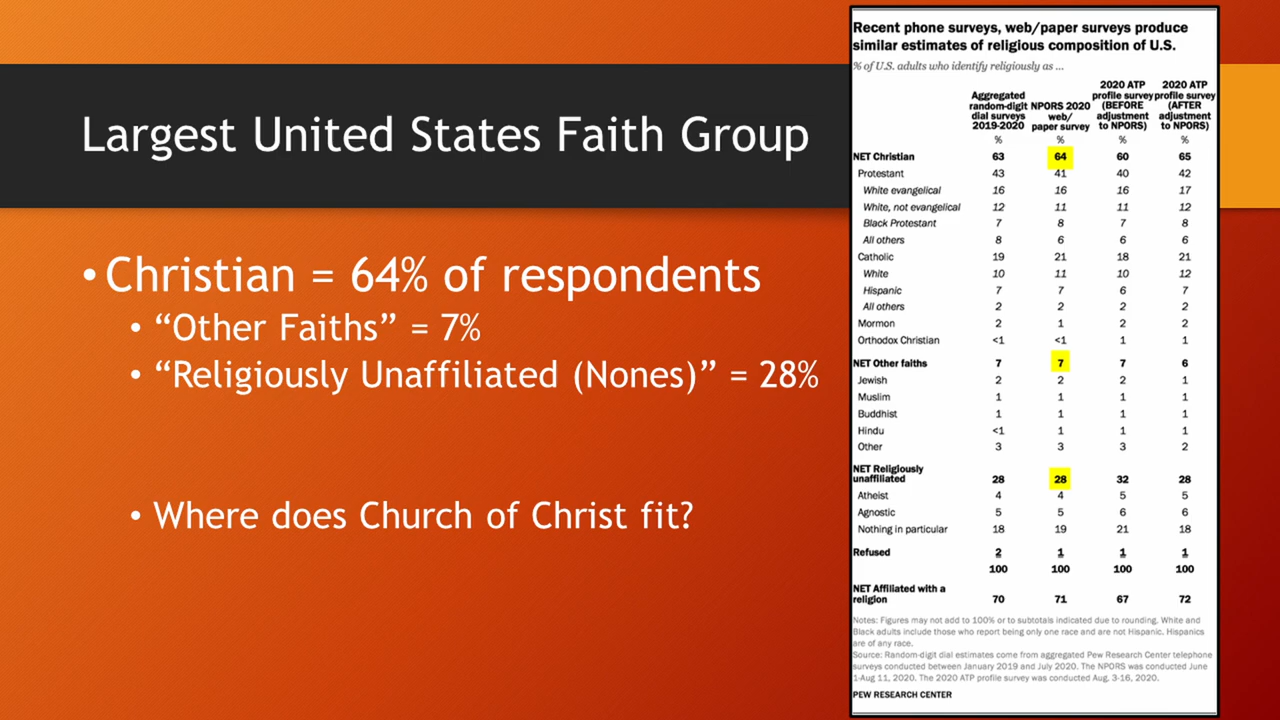 Largest United States Faith Group
• Christian = 64% of respondents
• “Other Faiths” = 7%
• “Religiously Unaffiliated (Nones)” = 28%
• Where does Church of Christ fit?
Recent phone surveys, web/paper surveys produce
similar estimates of religious composition of U.S.
% of U.S. adults who identify religiously as ...
Aggregated random-digit dial surveys 2019-2020 NPORS 2020 web/ paper survey 2020 ATP profile survey (BEFORE adjustment to NPORS) 2020 ATP profile survey (AFTER adjustment to NPORS)
% % % %
NET Christian 63 64 60 65
Protestant 43 41 40 42
White evangelical 16 16 16 17
White, not evangelical 12 11 11 12
Black Protestant 7 8 7 8
All others 8 6 6 6
Catholic 19 21 18 21
White 10 11 10 12
Hispanic 7 7 6 7
All others 2 2 2 2
Mormon 2 1 2 2
Orthodox Christian <1 <1 1 1
NET Other faiths 7 7 7 6
Jewish 2 2 2 1
Muslim 1 1 1 1
Buddhist 1 1 1 1
Hindu <1 1 1 1
Other 3 3 3 2
NET Religiously
unaffiliated 28 28 32 28
Atheist 4 4 5 5
Agnostic 5 5 6 6
Nothing in particular 18 19 21 18
Refused 2 1 1 1
100 100 100 100
NET Affiliated with a
religion 70 71 67 72
Notes: Figures may not add to 100% or to subtotals indicated due to rounding. White and
Black adults include those who report being only one race and are not Hispanic. Hispanics
are of any race.
Source: Random-digit dial estimates come from aggregated Pew Research Center telephone
surveys conducted between January 2019 and July 2020. The NPORS was conducted June
1-Aug 11, 2020. The 2020 ATP profile survey was conducted Aug. 3-16, 2020.
PEW RESEARCH CENTER